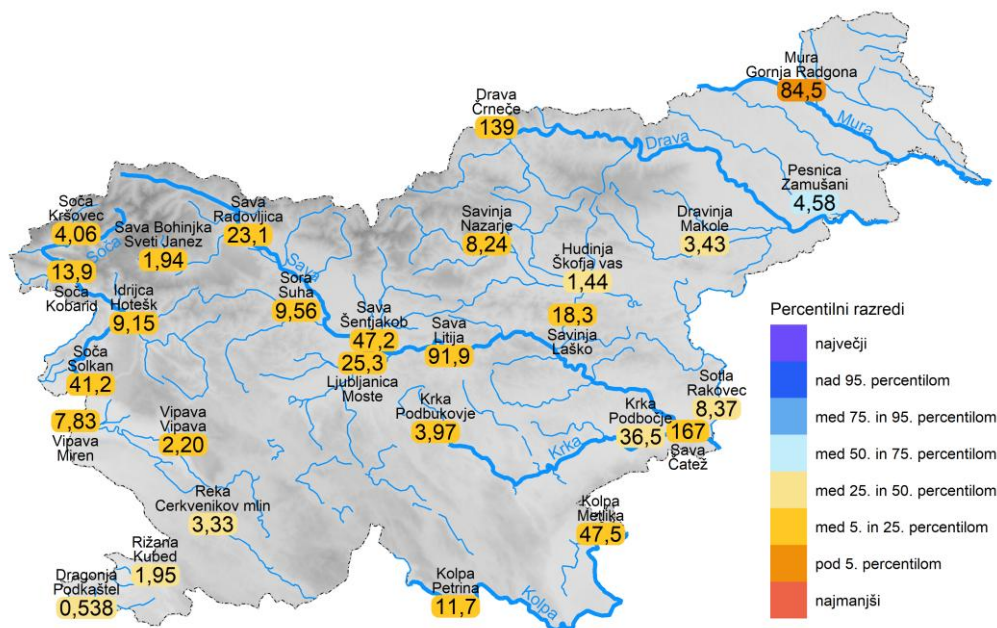 Mura
Gornja Radgona
84,5
Drava
Črneče
139
Drava
Mura
Pesnica
Zamušani
4,58
Soča
Kršovec
4,06
Soča
Sava Bohinjka
Sveti Janez
1,94
Sava
Radovljica
23,1
Savinja
Nazarje
8,24
Dravinja
Makole
3,43
Hudinja
Škofja vas
1,44
13,9
Soča
Kobarid
Idrijca
Hotešk
9,15
Sava
Sora
Suha
9,56
Sava
Šentjakob
47,2
25,3
Ljubljanica
Moste
Sava
Litija
91,9
18,3
Savinja
Laško
Soča
Solkan
41,2
7,83
Vipava
Miren
Vipava
Vipava
2,20
Krka
Podbukovje
3,97
Krka
Krka
Podbočje
36,5
167
Sava
Čatež
Sotla
Rakovec
8,37
Reka
Cerkvenikov mlin
3,33
Rižana
Kubed
1,95
Dragonja
Podkaštel
0,538
Kolpa
Petrina
11,7
Kolpa
Kolpa
Metlika
47,5
Percentilni razredi
največji
nad 95. percentilom
med 75. in 95. percentilom
med 50. in 75. percentilom
med 25. in 50. percentilom
med 5. in 25. percentilom
pod 5. percentilom
najmanjši